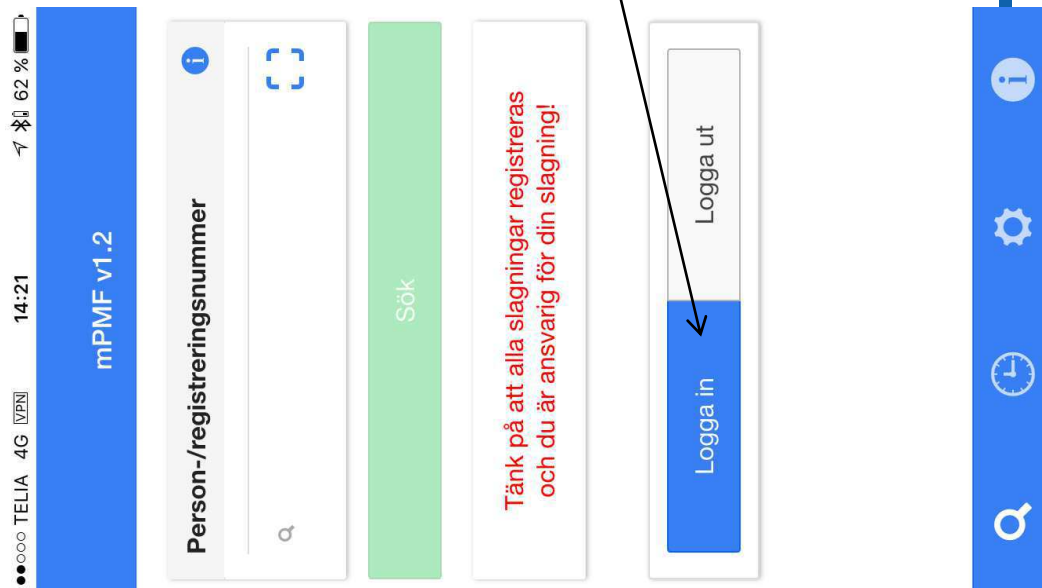 ●●○○○ TELIA 4G VPN 14:21 62 %
mPMF v1.2
Person-/registreringsnummer
Sök
Tänk på att alla slagningar registreras
och du är ansvarig för din slagning!
Logga in Logga ut